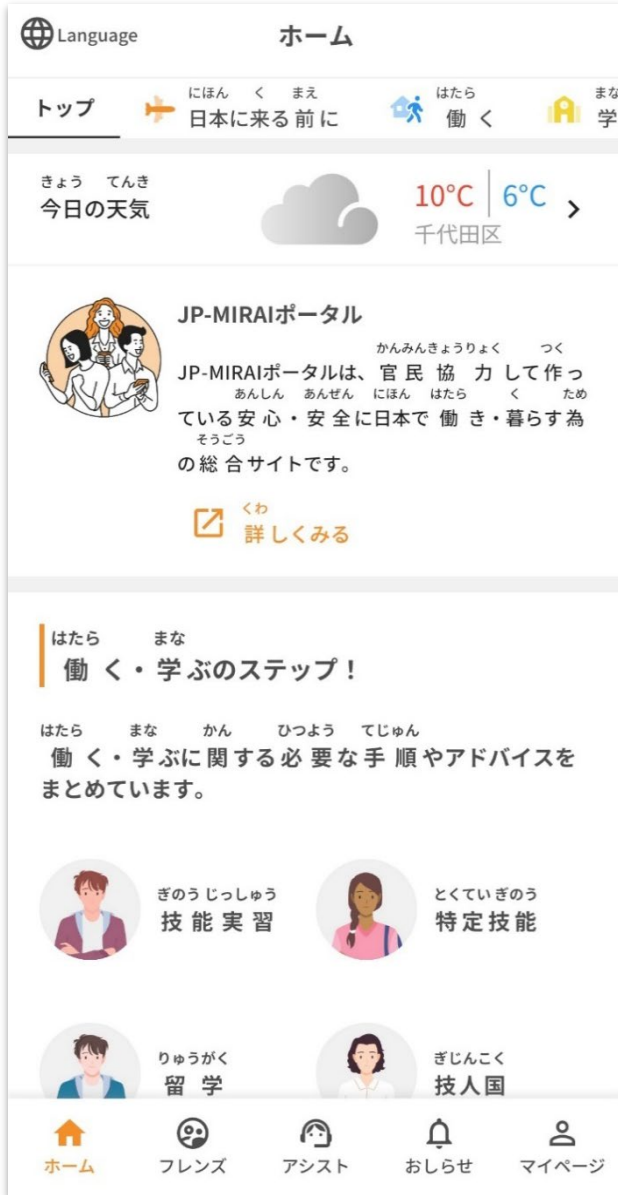 Language
ホーム
トップ
にほん く まえ
日本に来る前に
はたら
働く
まな
学
きょう てんき
今日の天気
10°C 6°C
千代田区
JP-MIRAIポータル
かんみんきょうりょく つく
JP-MIRAIポータルは、官民協力して作っ
あんしん あんぜん にほん はたら く ため
ている安心・安全に日本で働き・暮らす為
そうごう
の総合サイトです。
くわ
詳しくみる
はたら まな
働く・学ぶのステップ！
はたら まな かん ひつよう てじゅん
働く・学ぶに関する必要な手順やアドバイスを
まとめています。
ぎのうじっしゅう
技能実習
とくていぎのう
特定技能
りゅうがく
留学
ぎじんこく
技人国
ホーム
フレンズ
アシスト
おしらせ
マイページ